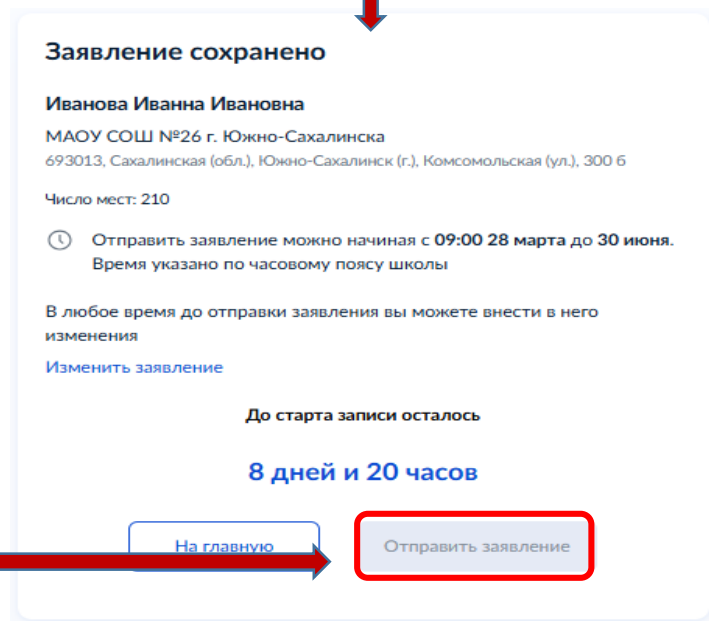 Заявление сохранено
Иванова Иванна Ивановна
МАОУ СОШ №26 г. Южно-Сахалинска
693013, Сахалинская (обл.), Южно-Сахалинск (г.), Комсомольская (ул.), 300 б
Число мест: 210
Отправить заявление можно начиная с 09:00 28 марта до 30 июня.
Время указано по часовому поясу школы
В любое время до отправки заявления вы можете внести в него
изменения
Изменить заявление
До старта записи осталось
8 дней и 20 часов
На главную
Отправить заявление